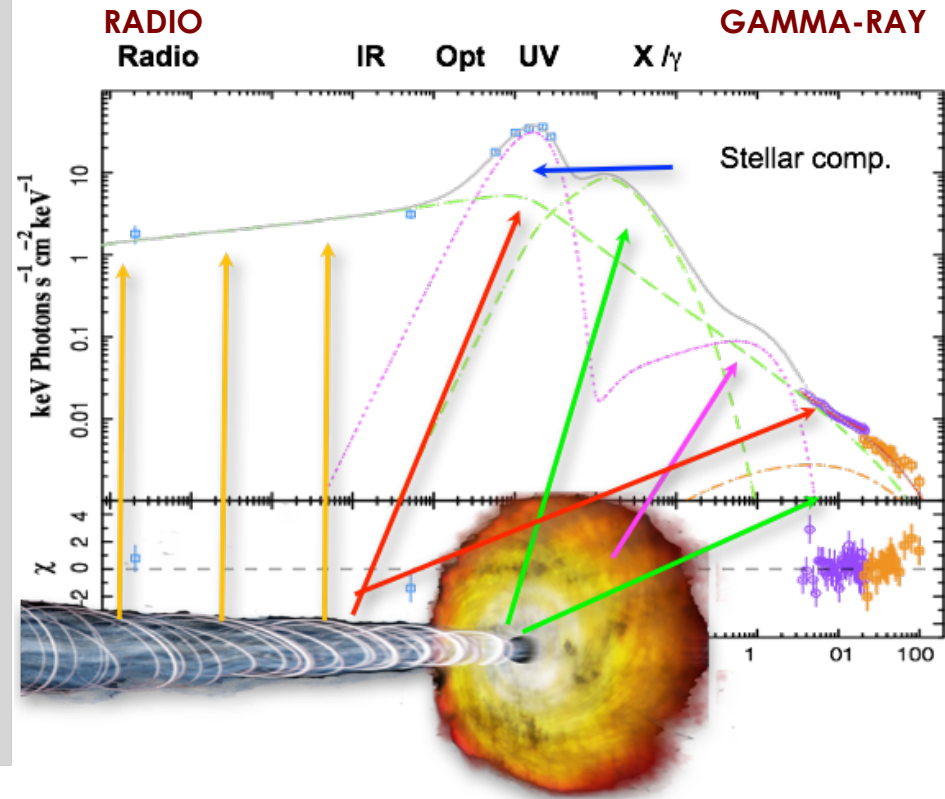 RADIO GAMMA-RAY
Radio IR Opt UV X /γ
Stellar comp.
keV Photons s⁻¹ cm⁻² keV⁻¹
10
1
0.1
0.01
χ
4
2
0
-2
1 01 100